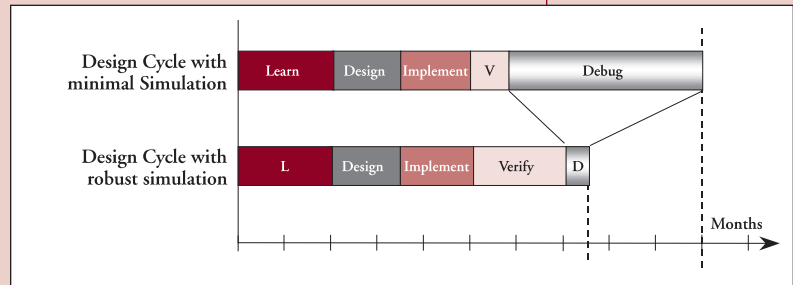 Design Cycle with
minimal Simulation
Learn
Design
Implement
V
Debug
Design Cycle with
robust simulation
L
Design
Implement
Verify
D
Months